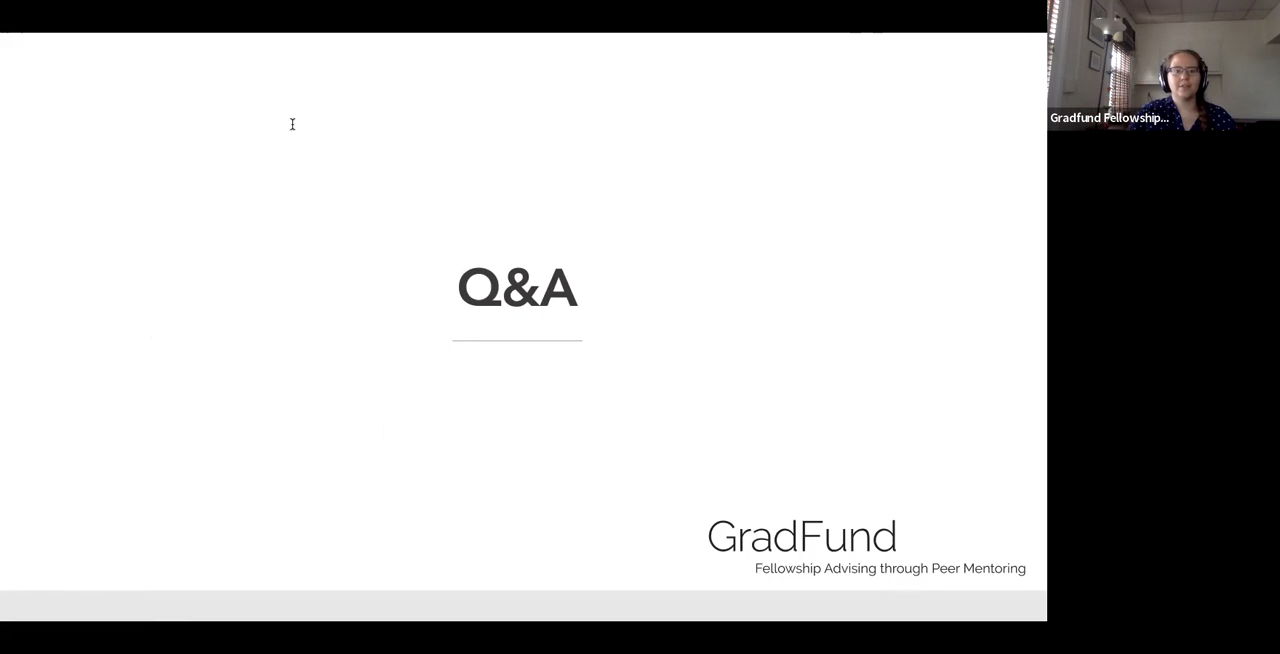 Gradfund Fellowship...
Q&A
GradFund
Fellowship Advising through Peer Mentoring